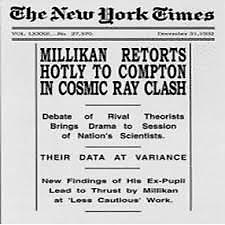 The New York Times
VOL. LXXXII....No. 27,370.
December 31, 1932
MILLIKAN RETORTS
HOTLY TO COMPTON
IN COSMIC RAY CLASH
Debate of Rival Theorists
Brings Drama to Session
of Nation's Scientists.
THEIR DATA AT VARIANCE
New Findings of His Ex-Pupil
Lead to Thrust by Millikan
at 'Less Cautious' Work.